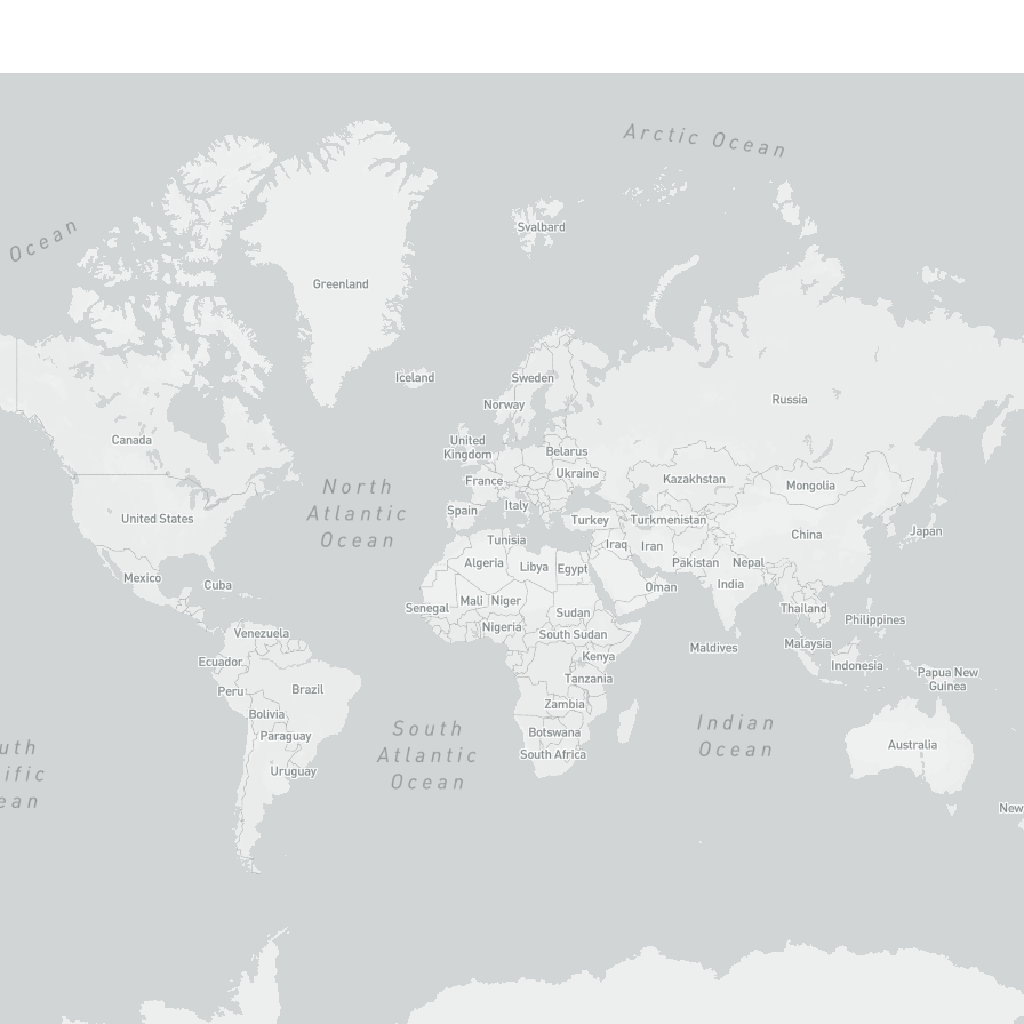 Arctic Ocean
Ocean
Svalbard
Greenland
Iceland
Sweden
Russia
Norway
Canada
United
Kingdom
Belarus
Ukraine
France
Kazakhstan
Mongolia
North
Atlantic
Ocean
Spain
Italy
United States
Turkey
Turkmenistan
China
Japan
Tunisia
Iraq
Iran
Algeria
Libya
Egypt
Pakistan
Nepal
Mexico
Cuba
Oman
India
Senegal
Mali
Niger
Sudan
Thailand
Philippines
Nigeria
South Sudan
Venezuela
Maldives
Malaysia
Ecuador
Kenya
Indonesia
Tanzania
Papua New
Guinea
Peru
Brazil
Zambia
Bolivia
Botswana
Paraguay
South
Atlantic
Ocean
Indian
Ocean
South Africa
Australia
uth
ific
ean
Uruguay
New